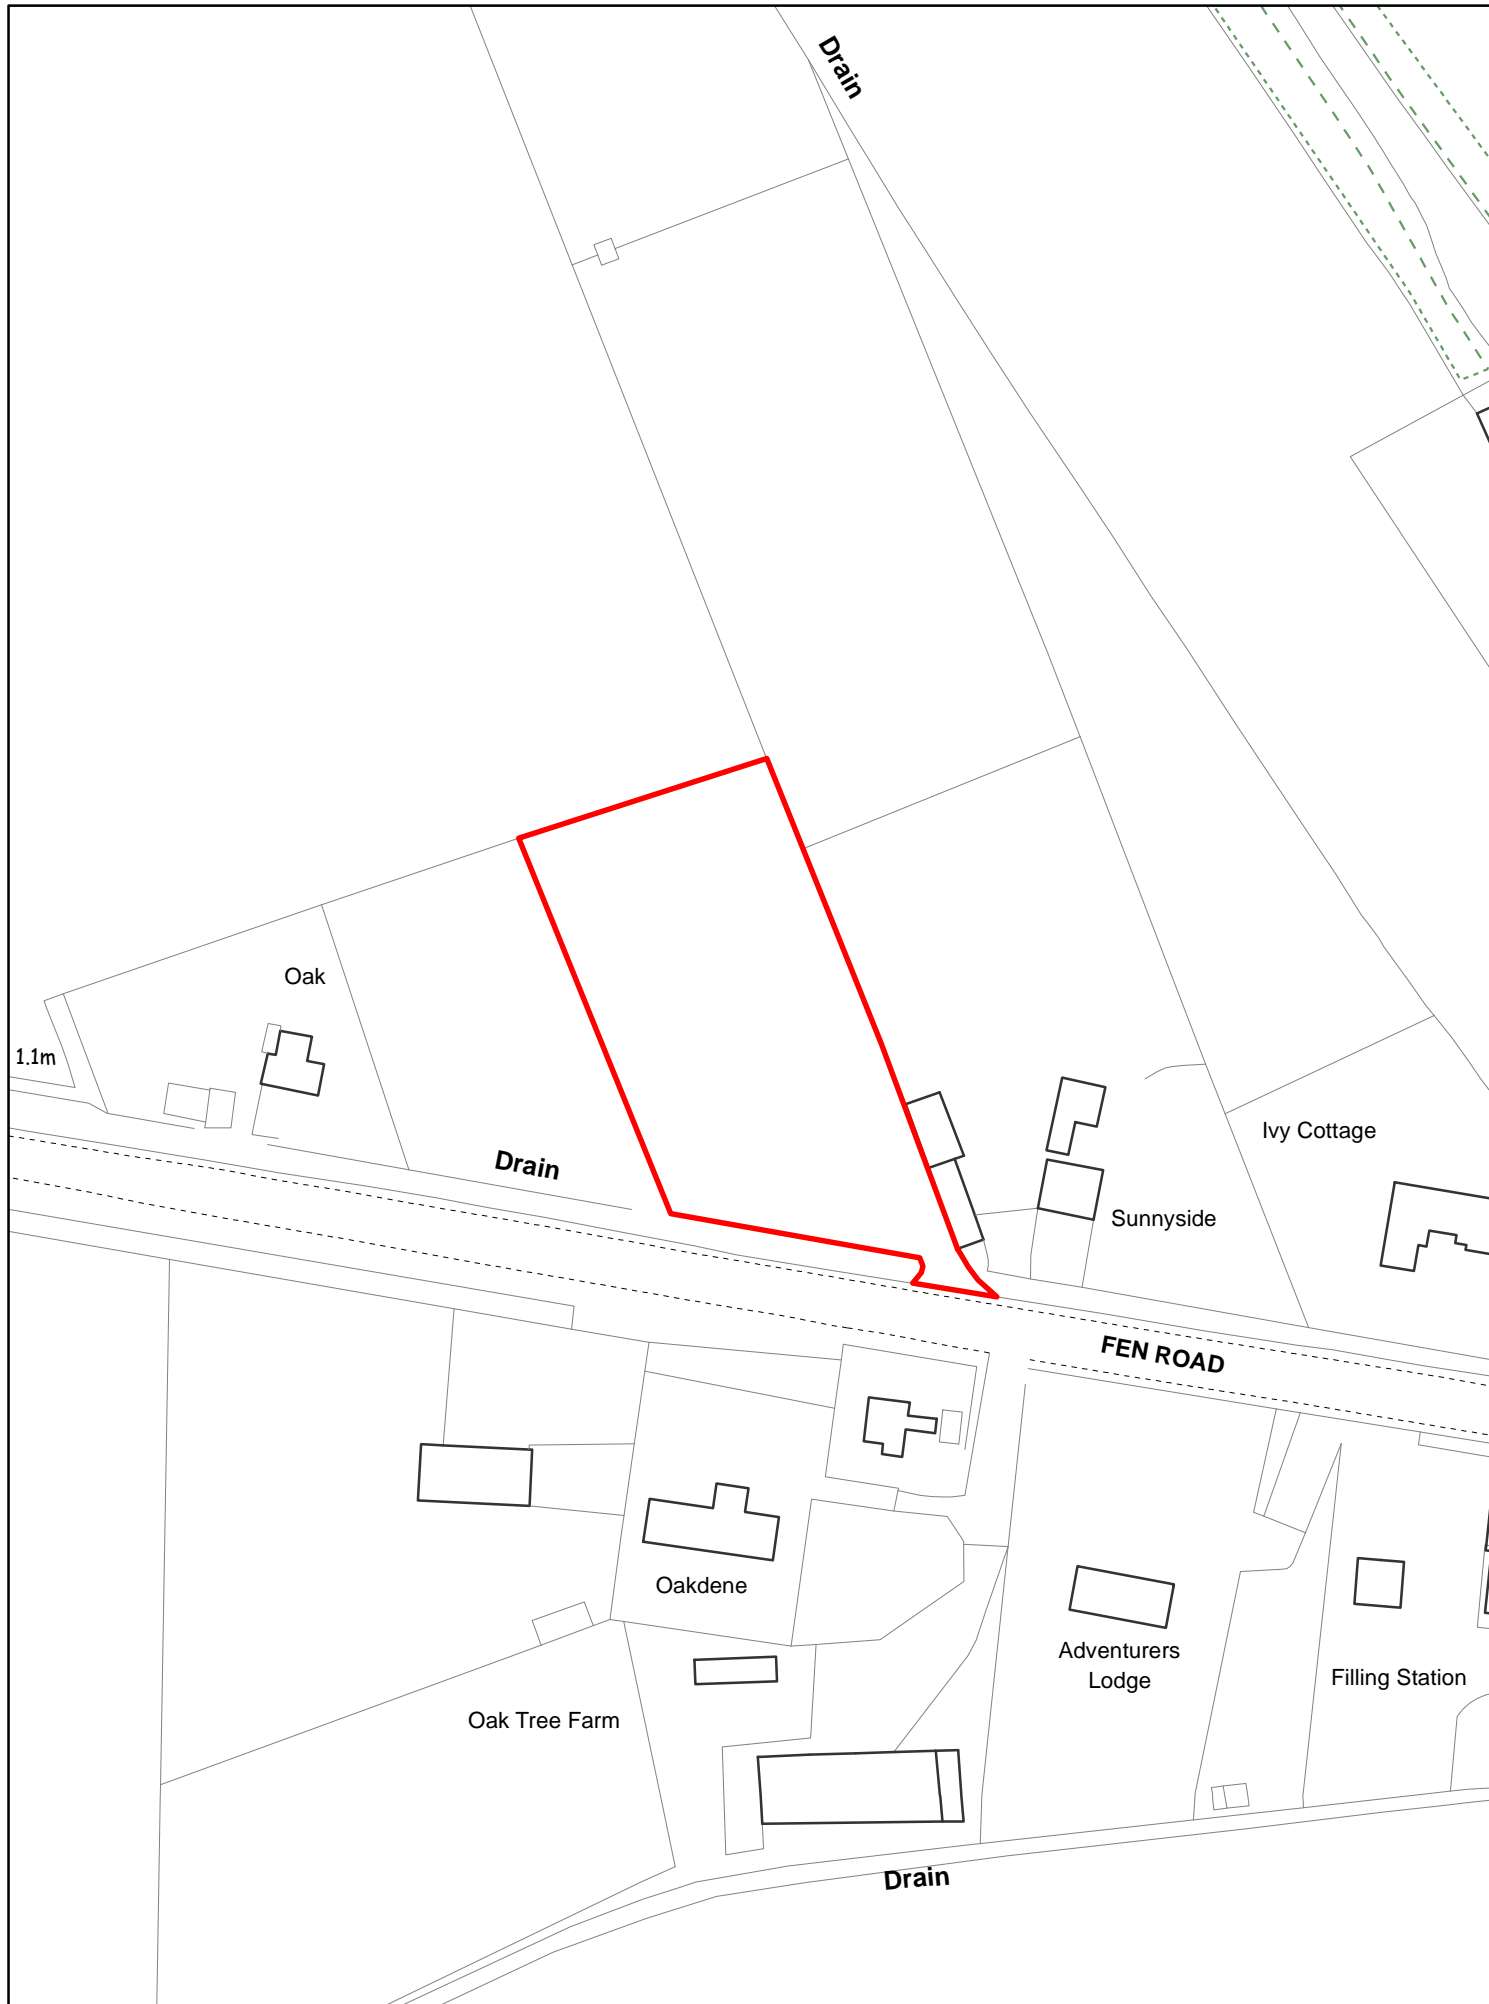 Drain
Oak
1.1m
Ivy Cottage
Drain
Sunnyside
FEN ROAD
Oakdene
Adventurers
Lodge
Filling Station
Oak Tree Farm
Drain